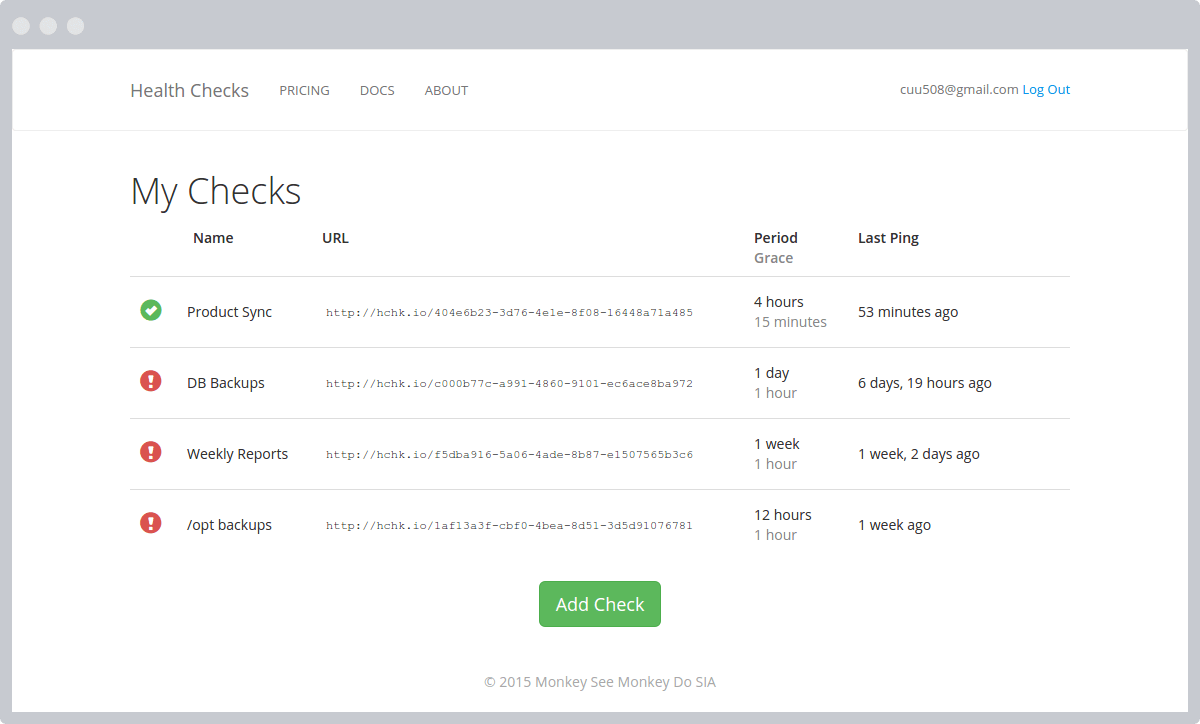 Health Checks PRICING DOCS ABOUT cuu508@gmail.com Log Out
My Checks
Name URL Period Last Ping
Grace
Product Sync http://hchk.io/404e6b23-3d76-4e1e-8f08-16448a71a485 4 hours 53 minutes ago
15 minutes
DB Backups http://hchk.io/c000b77c-a991-4860-9101-ec6ace8ba972 1 day 6 days, 19 hours ago
1 hour
Weekly Reports http://hchk.io/f5dba916-5a06-4ade-8b87-e1507565b3c6 1 week 1 week, 2 days ago
1 hour
/opt backups http://hchk.io/1af13a3f-cbf0-4bea-8d51-3d5d91076781 12 hours 1 week ago
1 hour
Add Check
© 2015 Monkey See Monkey Do SIA